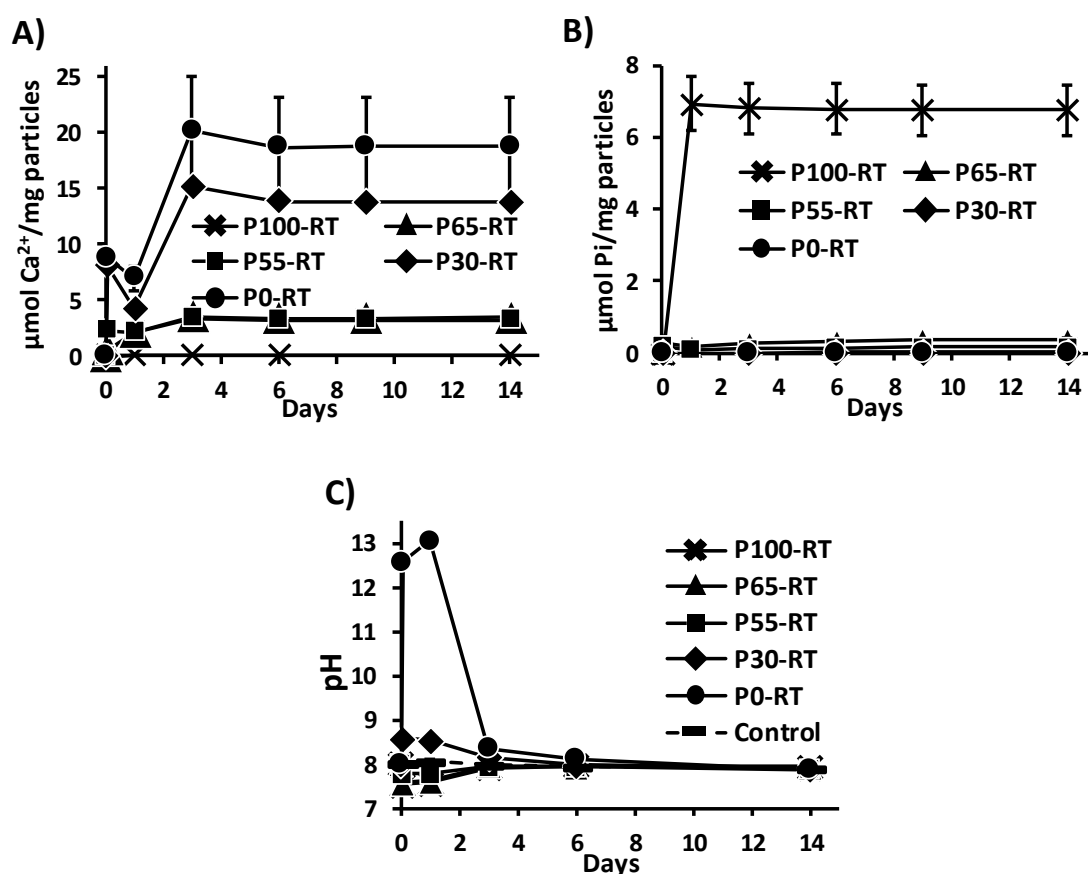 A)
µmol Ca²⁺/mg particles
25
20
15
10
5
0
P100-RT P65-RT
P55-RT P30-RT
P0-RT
0 2 4 6 8 10 12 14
Days
B)
µmol Pi/mg particles
8
6
4
2
0
P100-RT P65-RT
P55-RT P30-RT
P0-RT
0 2 4 6 8 10 12 14
Days
C)
pH
13
12
11
10
9
8
7
P100-RT
P65-RT
P55-RT
P30-RT
P0-RT
Control
0 2 4 6 8 10 12 14
Days